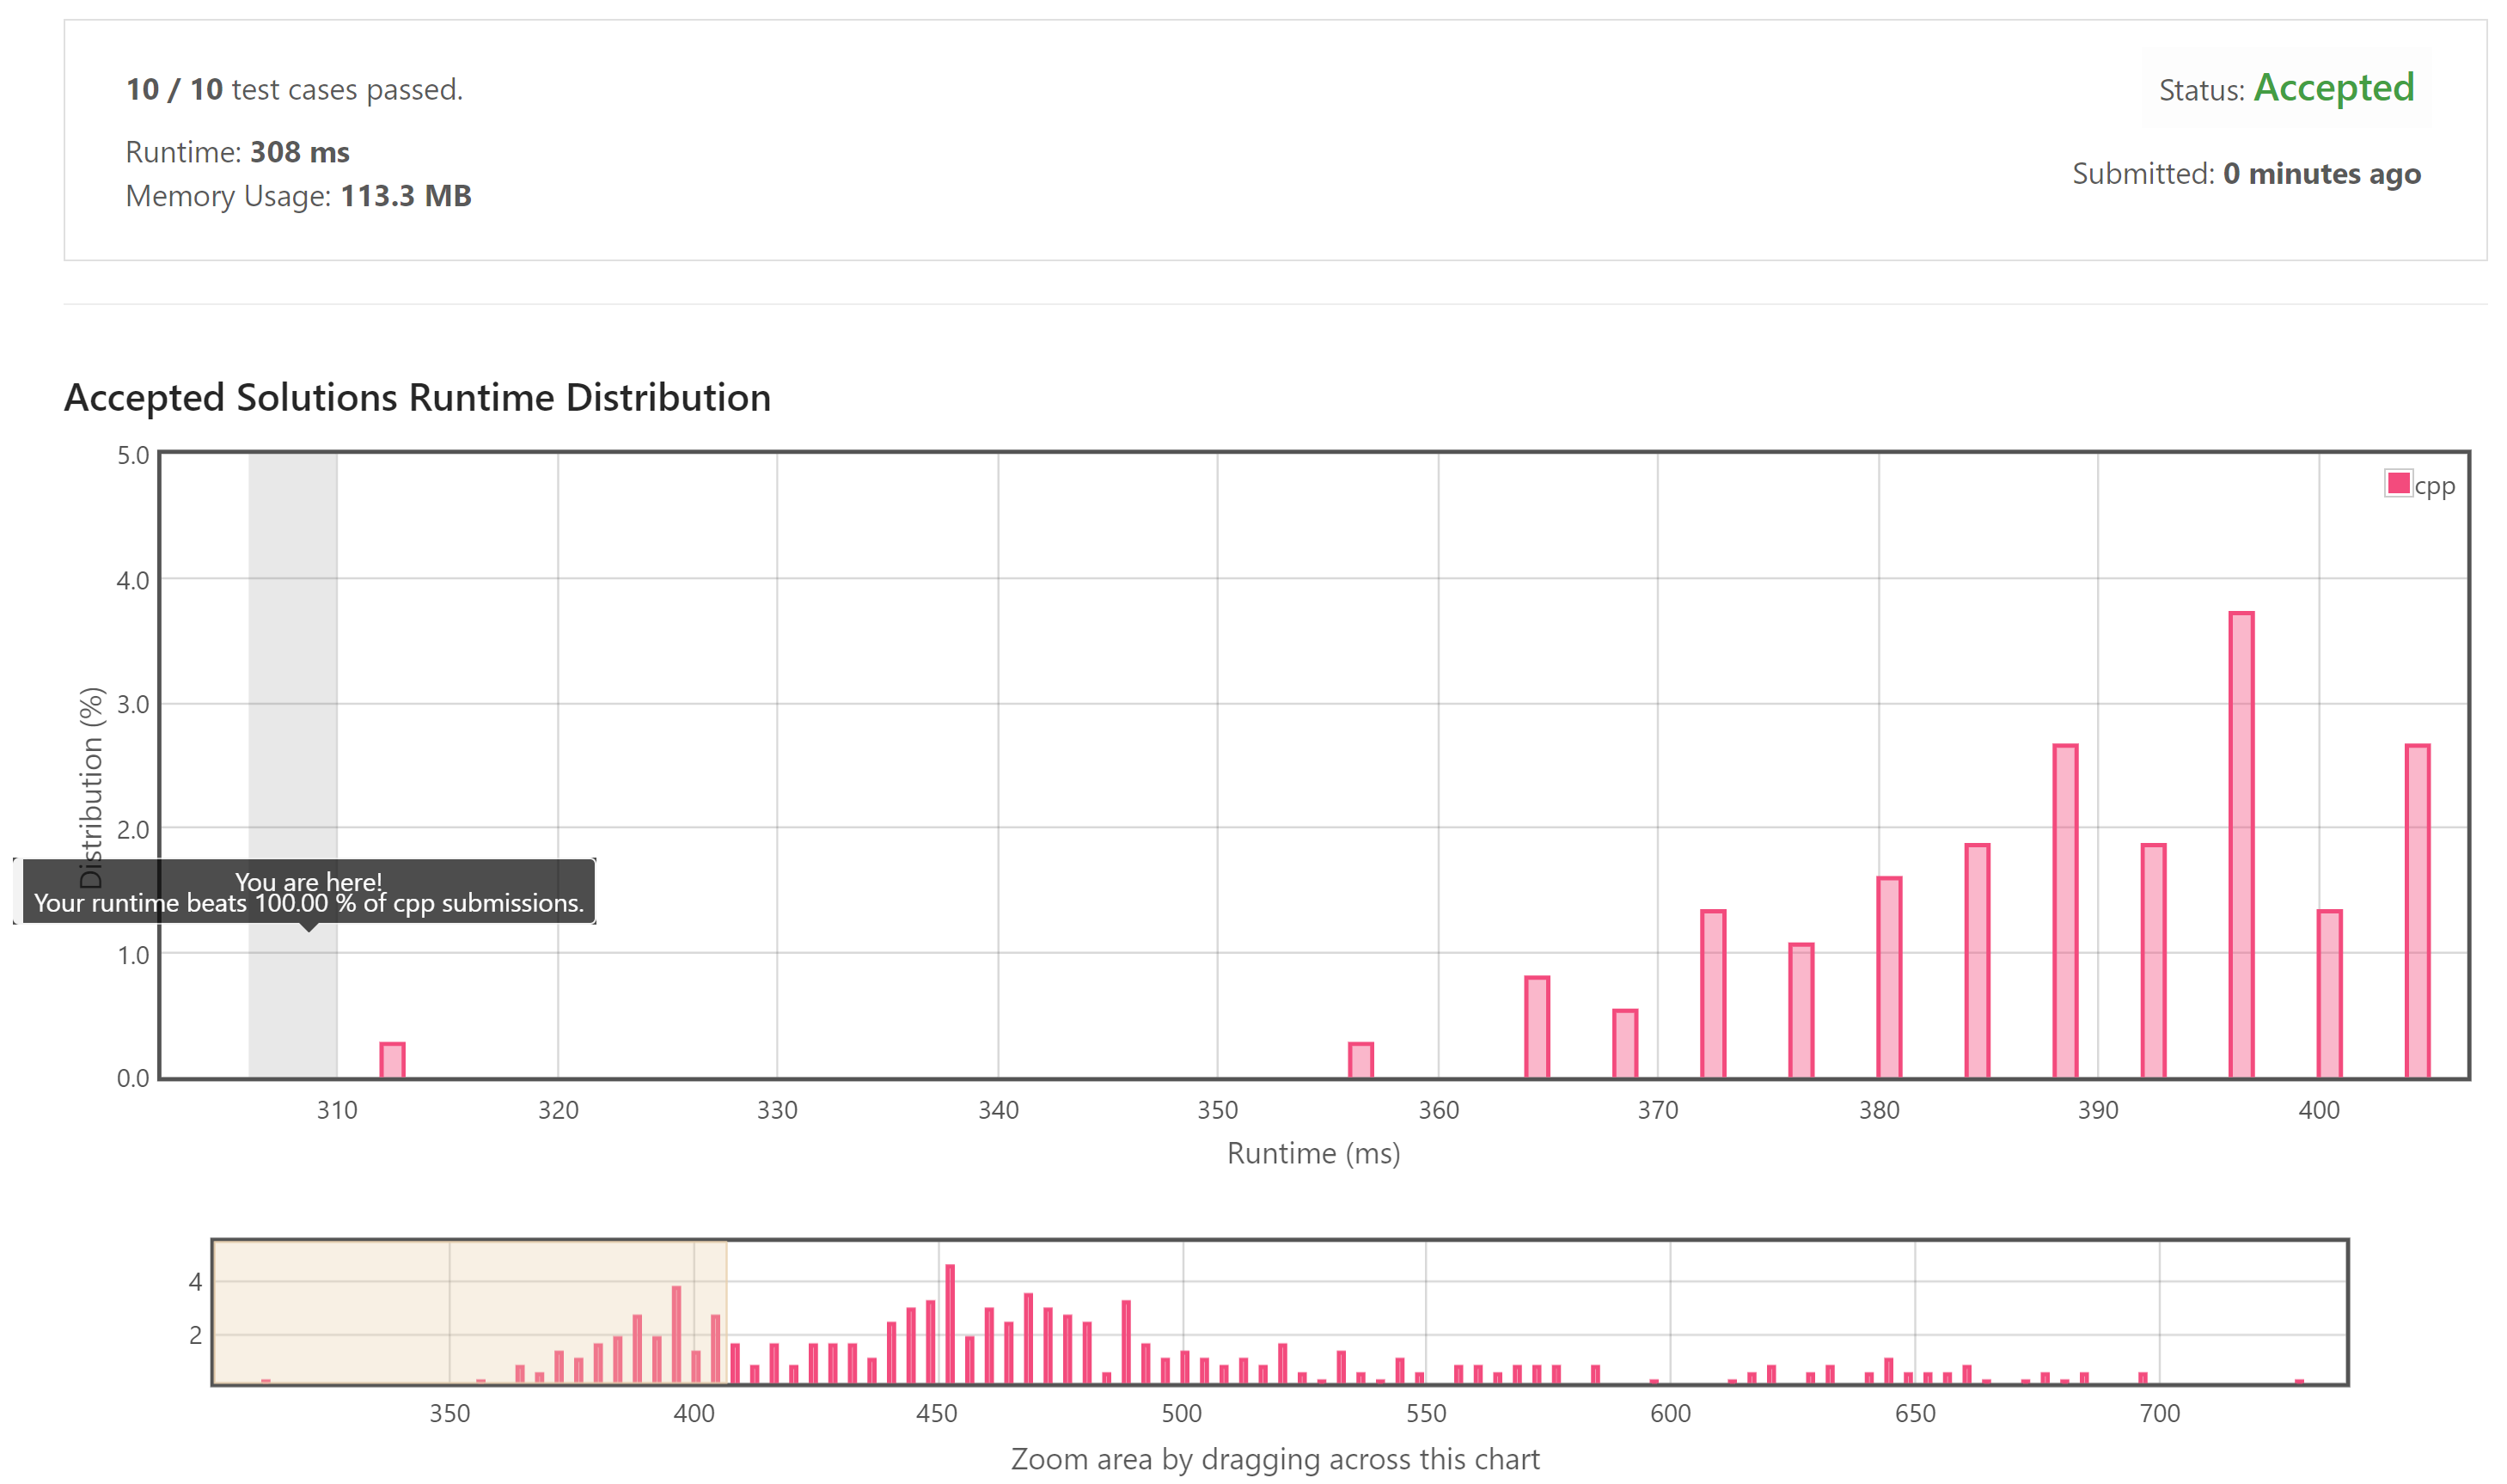 10 / 10 test cases passed.
Status: Accepted
Runtime: 308 ms
Memory Usage: 113.3 MB
Submitted: 0 minutes ago
Accepted Solutions Runtime Distribution
5.0
4.0
3.0
2.0
1.0
0.0
Distribution (%)
cpp
You are here!
Your runtime beats 100.00 % of cpp submissions.
310 320 330 340 350 360 370 380 390 400
Runtime (ms)
4
2
350 400 450 500 550 600 650 700
Zoom area by dragging across this chart